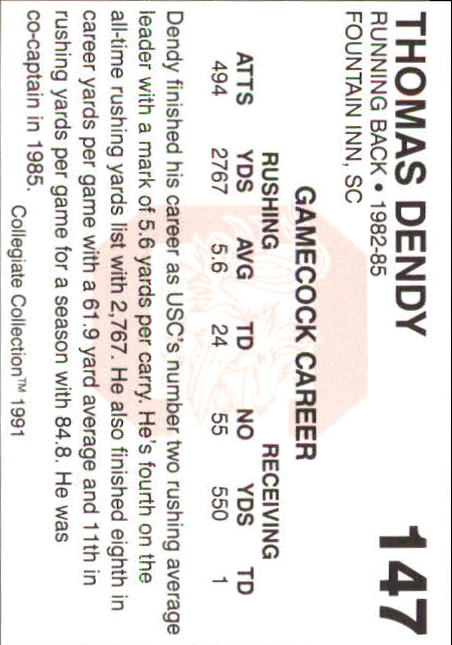 THOMAS DENDY 147
RUNNING BACK • 1982-85
FOUNTAIN INN, SC
GAMECOCK CAREER
RUSHING RECEIVING
ATTS YDS AVG TD NO YDS TD
494 2767 5.6 24 55 550 1
Dendy finished his career as USC's number two rushing average
leader with a mark of 5.6 yards per carry. He's fourth on the
all-time rushing yards list with 2,767. He also finished eighth in
career yards per game with a 61.9 yard average and 11th in
rushing yards per game for a season with 84.8. He was
co-captain in 1985.
Collegiate Collection™ 1991